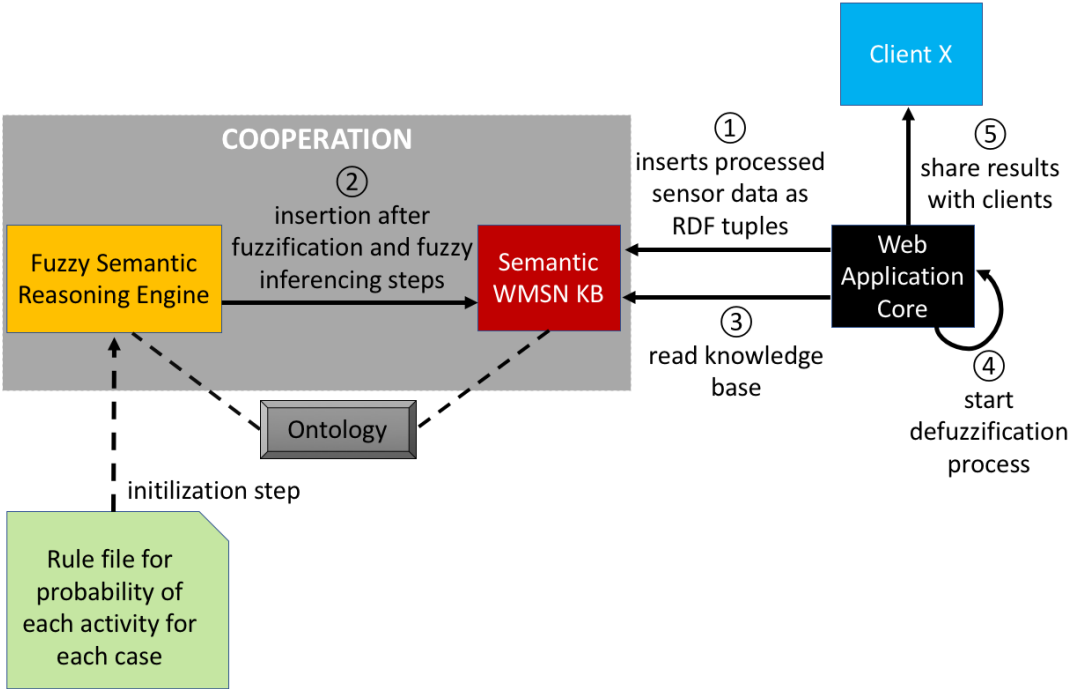 Client X
COOPERATION
①
inserts processed
sensor data as
RDF tuples
⑤
share results
with clients
②
insertion after
fuzzification and fuzzy
inferencing steps
Fuzzy Semantic
Reasoning Engine
Semantic
WMSN KB
Web
Application
Core
③
read knowledge
base
④
start
defuzzification
process
Ontology
initilization step
Rule file for
probability of
each activity for
each case